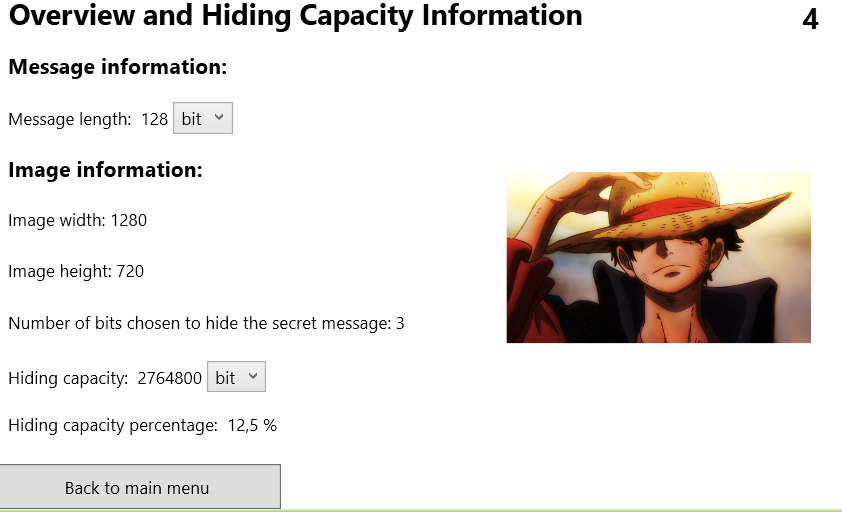 Overview and Hiding Capacity Information 4
Message information:
Message length: 128 bit
Image information:
Image width: 1280
Image height: 720
Number of bits chosen to hide the secret message: 3
Hiding capacity: 2764800 bit
Hiding capacity percentage: 12,5 %
Back to main menu